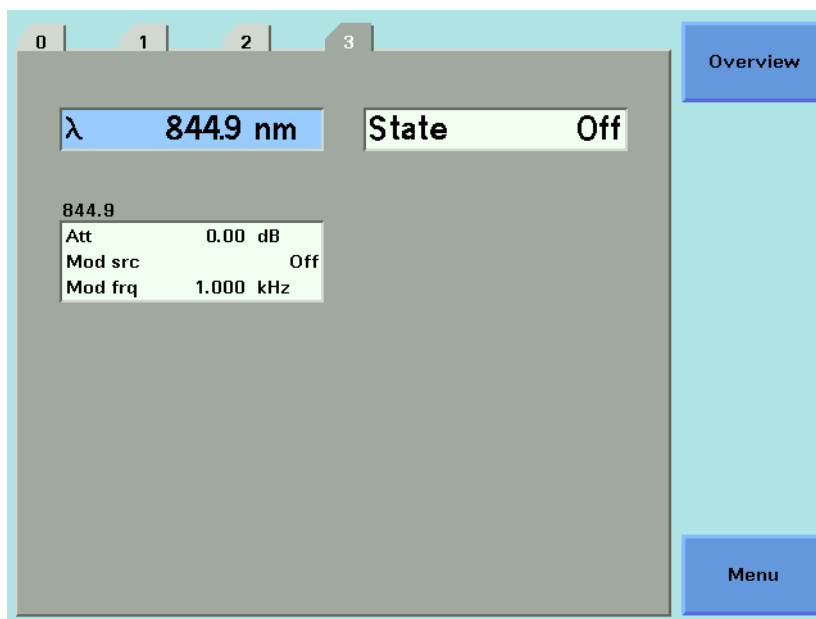 0 1 2 3
Overview
λ 844.9 nm State Off
844.9
Att 0.00 dB
Mod src Off
Mod frq 1.000 kHz
Menu